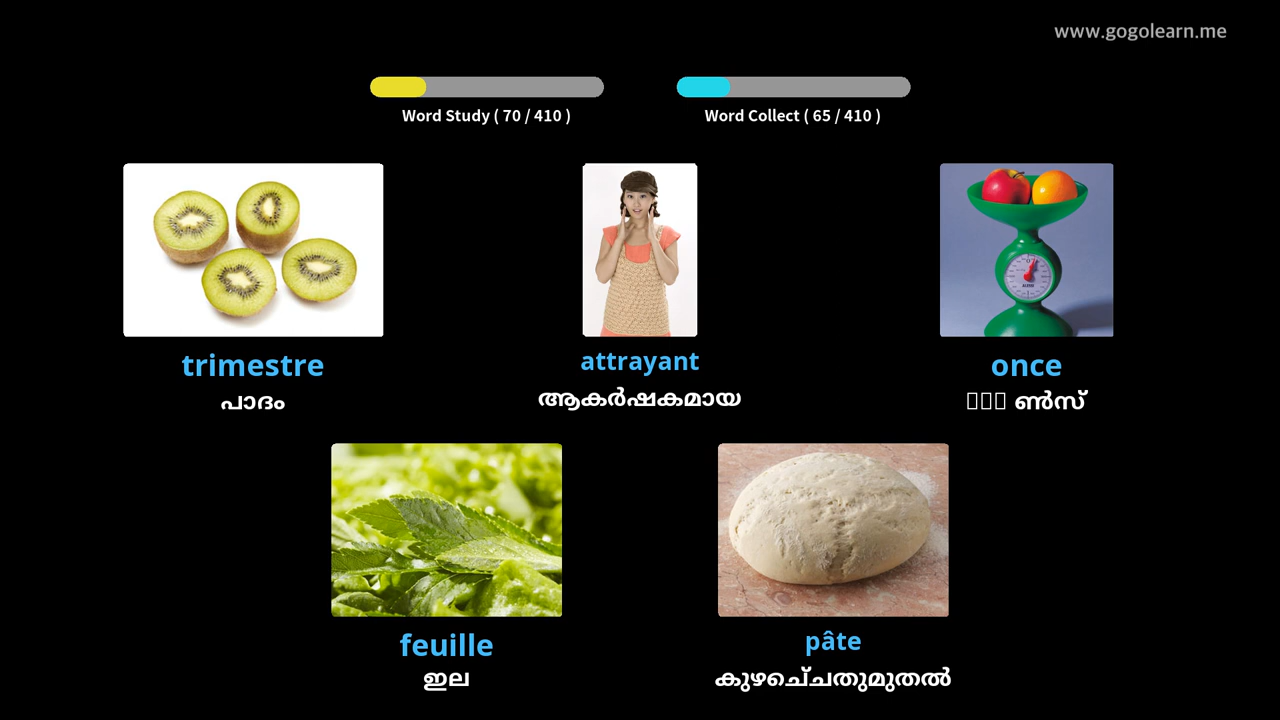 www.gogolearn.me
Word Study ( 70 / 410 )
Word Collect ( 65 / 410 )
trimestre
പാദം
attrayant
ആകർഷകമായ
once
ൺസ്
feuille
ഇല
pâte
കുഴച്ചെതുമുതൽ